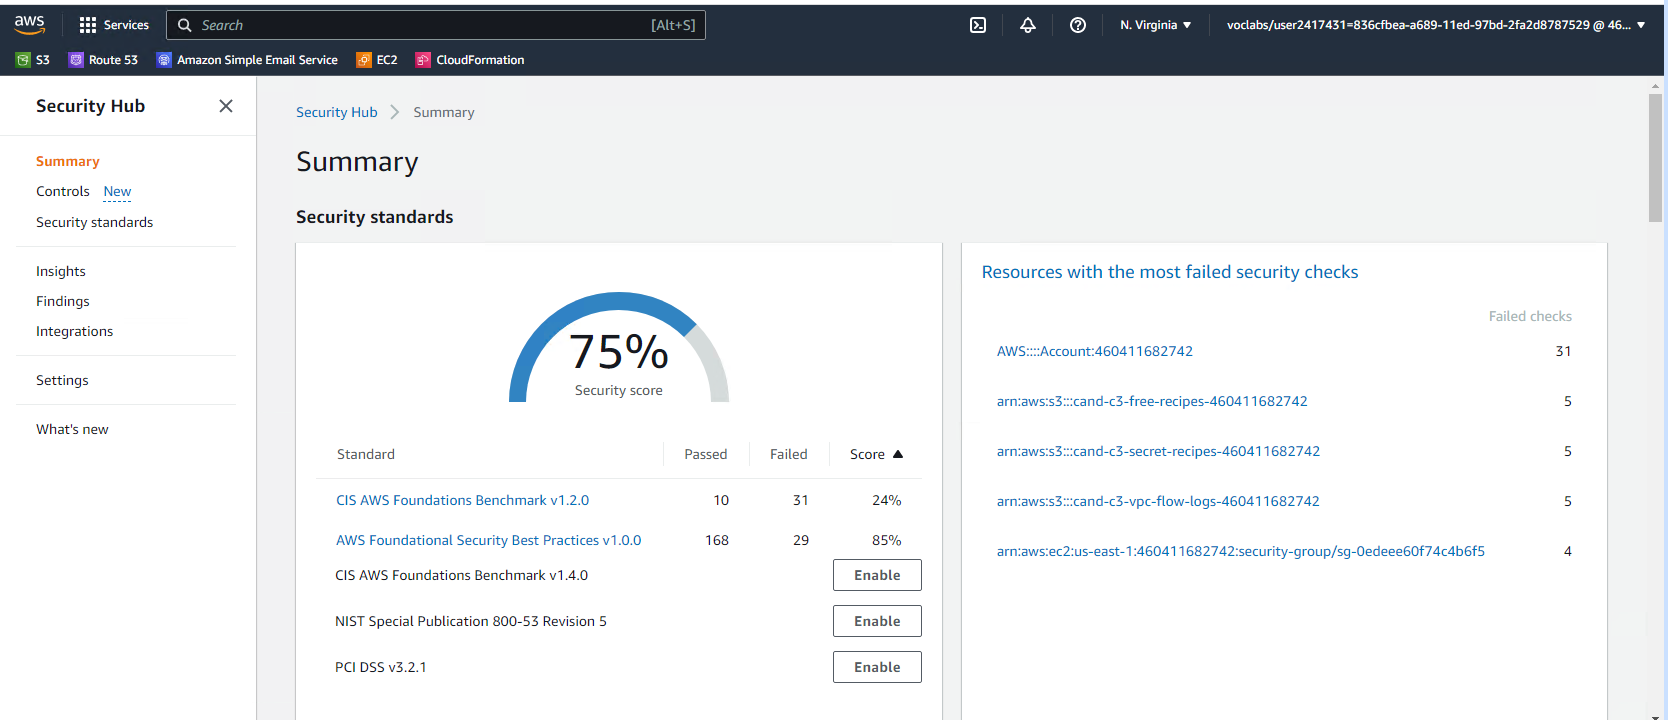 aws Services Search [Alt+S] N. Virginia voclabs/user2417431=836cfbea-a689-11ed-97bd-2fa2d8787529 @ 46...
S3 Route 53 Amazon Simple Email Service EC2 CloudFormation
Security Hub
Summary
Controls New
Security standards
Insights
Findings
Integrations
Settings
What's new
Security Hub Summary
Summary
Security standards
75%
Security score
Standard Passed Failed Score
CIS AWS Foundations Benchmark v1.2.0 10 31 24%
AWS Foundational Security Best Practices v1.0.0 168 29 85%
CIS AWS Foundations Benchmark v1.4.0 Enable
NIST Special Publication 800-53 Revision 5 Enable
PCI DSS v3.2.1 Enable
Resources with the most failed security checks
Failed checks
AWS::::Account:460411682742 31
arn:aws:s3:::cand-c3-free-recipes-460411682742 5
arn:aws:s3:::cand-c3-secret-recipes-460411682742 5
arn:aws:s3:::cand-c3-vpc-flow-logs-460411682742 5
arn:aws:ec2:us-east-1:460411682742:security-group/sg-0edeee60f74c4b6f5 4